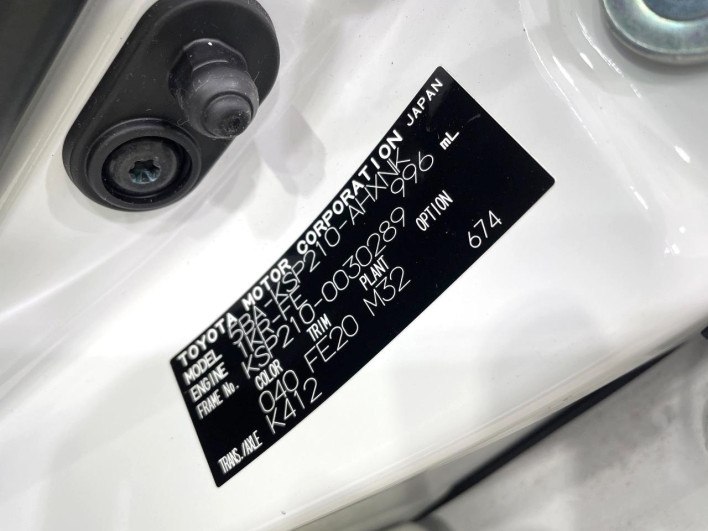 TOYOTA MOTOR CORPORATION JAPAN
MODEL 5BA-KSP210-AHXNK
ENGINE 1KR-FE 996 mL
FRAME No. KSP210-0030289
COLOR TRIM PLANT OPTION
040 FE20 M32 674
TRANS./AXLE K412